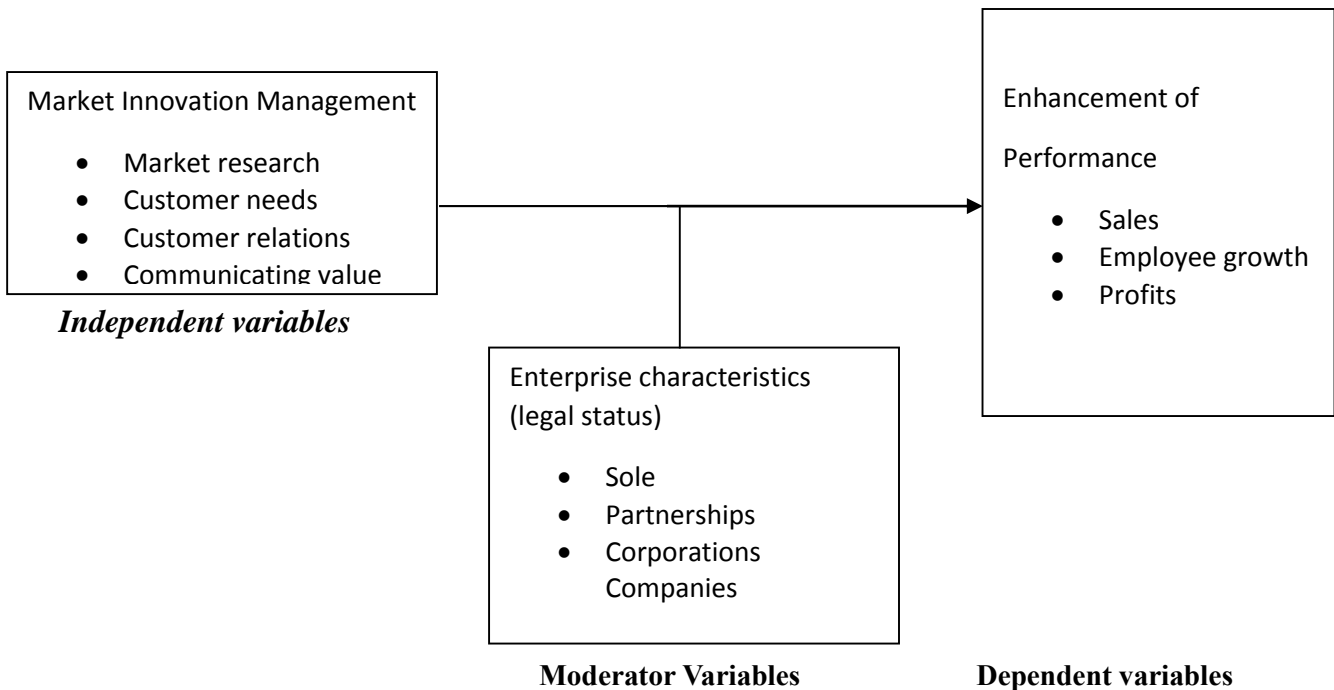 Market Innovation Management
• Market research
• Customer needs
• Customer relations
• Communicating value
Independent variables
Enterprise characteristics
(legal status)
• Sole
• Partnerships
• Corporations
Companies
Moderator Variables
Enhancement of
Performance
• Sales
• Employee growth
• Profits
Dependent variables